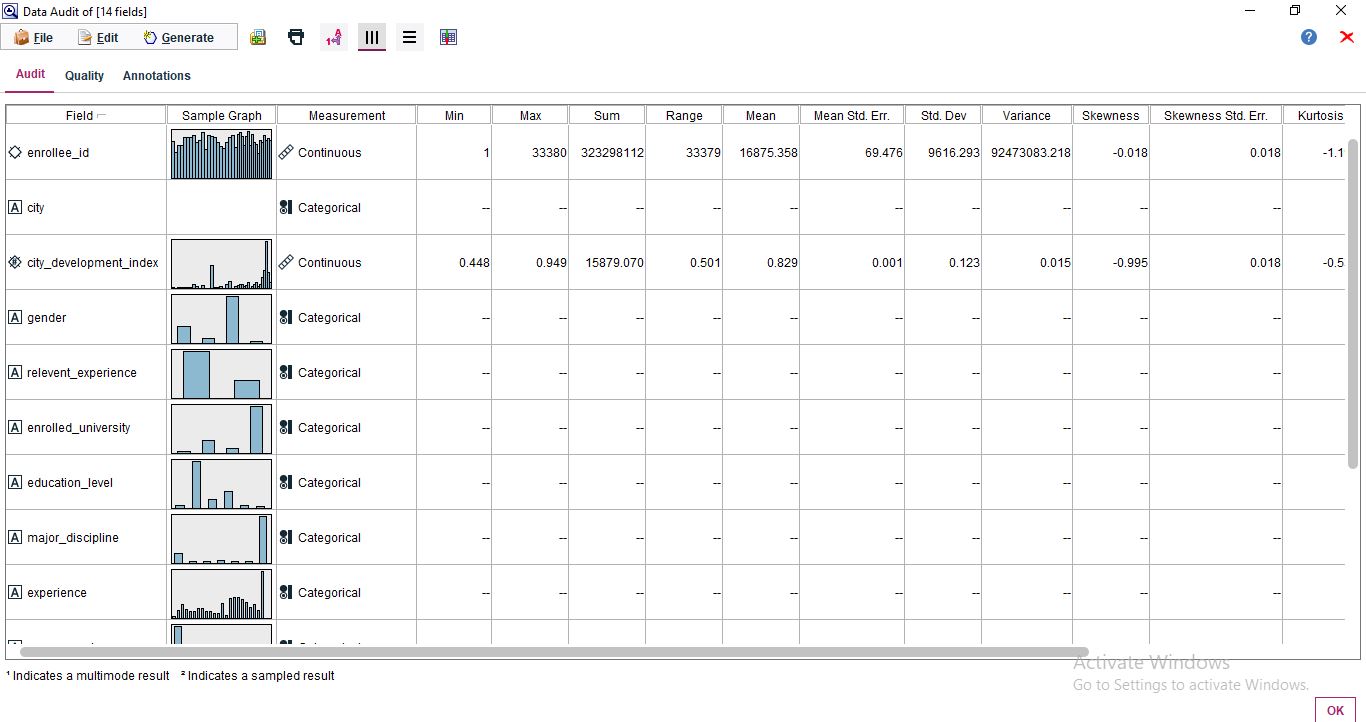 Data Audit of [14 fields]
File Edit Generate
Audit Quality Annotations
Field Sample Graph Measurement Min Max Sum Range Mean Mean Std. Err. Std. Dev Variance Skewness Skewness Std. Err. Kurtosis
enrollee_id Continuous 1 33380 323298112 33379 16875.358 69.476 9616.293 92473083.218 -0.018 0.018 -1.1
A city Categorical -- -- -- -- -- -- -- -- -- --
city_development_index Continuous 0.448 0.949 15879.070 0.501 0.829 0.001 0.123 0.015 -0.995 0.018 -0.5
A gender Categorical -- -- -- -- -- -- -- -- -- --
A relevent_experience Categorical -- -- -- -- -- -- -- -- -- --
A enrolled_university Categorical -- -- -- -- -- -- -- -- -- --
A education_level Categorical -- -- -- -- -- -- -- -- -- --
A major_discipline Categorical -- -- -- -- -- -- -- -- -- --
A experience Categorical -- -- -- -- -- -- -- -- -- --
¹ Indicates a multimode result ² Indicates a sampled result
Activate Windows
Go to Settings to activate Windows.
OK